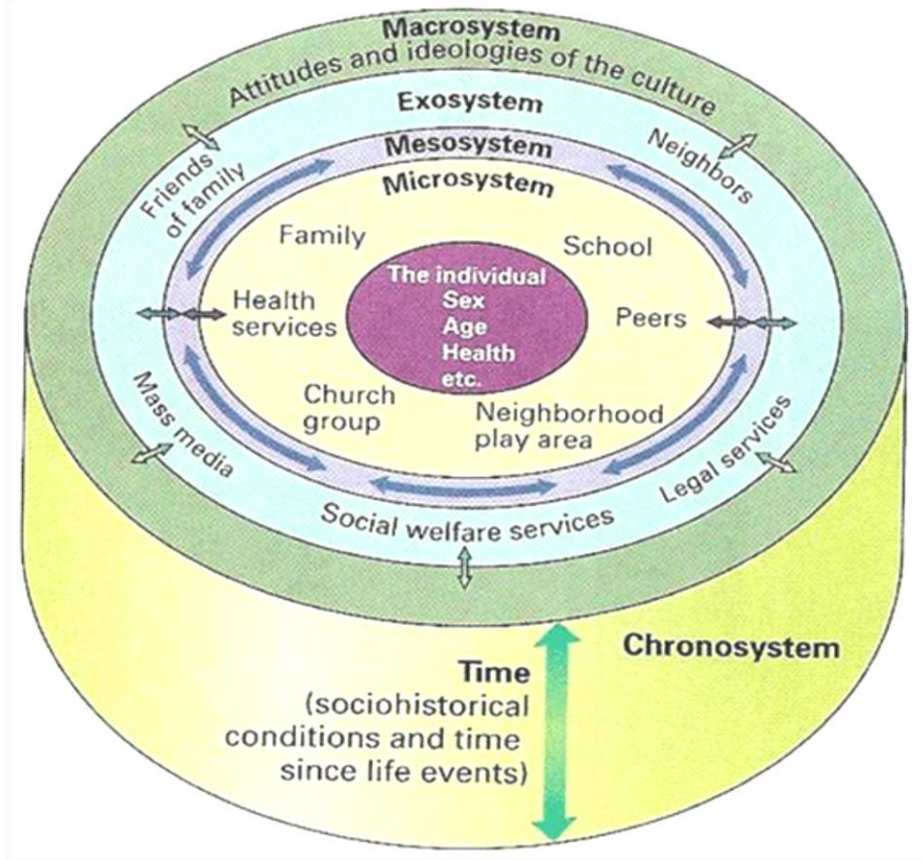 Macrosystem
Attitudes and ideologies of the culture
Exosystem
Mesosystem
Microsystem
Friends
of family
Neighbors
Family
School
The individual
Sex
Age
Health
etc.
Health
services
Peers
Church
group
Neighborhood
play area
Mass media
Legal services
Social welfare services
Chronosystem
Time
(sociohistorical
conditions and time
since life events)